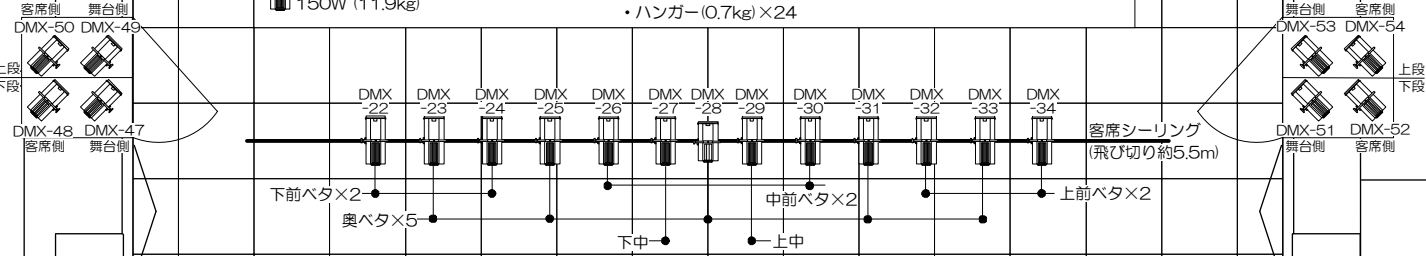 150W (11.9kg)
・ハンガー(0.7kg)×24
客席側 舞台側
DMX-50 DMX-49
上段
下段
DMX-48 DMX-47
客席側 舞台側
DMX
-22
DMX
-23
DMX
-24
DMX
-25
DMX
-26
DMX
-27
DMX
-28
DMX
-29
DMX
-30
DMX
-31
DMX
-32
DMX
-33
DMX
-34
客席シーリング
(飛び切り約5.5m)
舞台側 客席側
DMX-53 DMX-54
上段
下段
DMX-51 DMX-52
舞台側 客席側
下前ベタ×2
中前ベタ×2
上前ベタ×2
奥ベタ×5
下中
上中